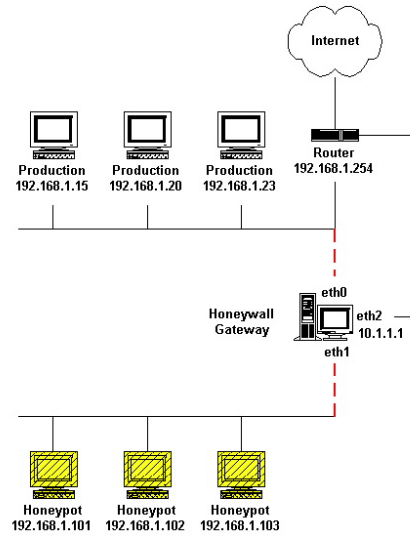 Internet
Router
192.168.1.254
Production
192.168.1.15
Production
192.168.1.20
Production
192.168.1.23
eth0
Honeywall
Gateway
eth2
10.1.1.1
eth1
Honeypot
192.168.1.101
Honeypot
192.168.1.102
Honeypot
192.168.1.103